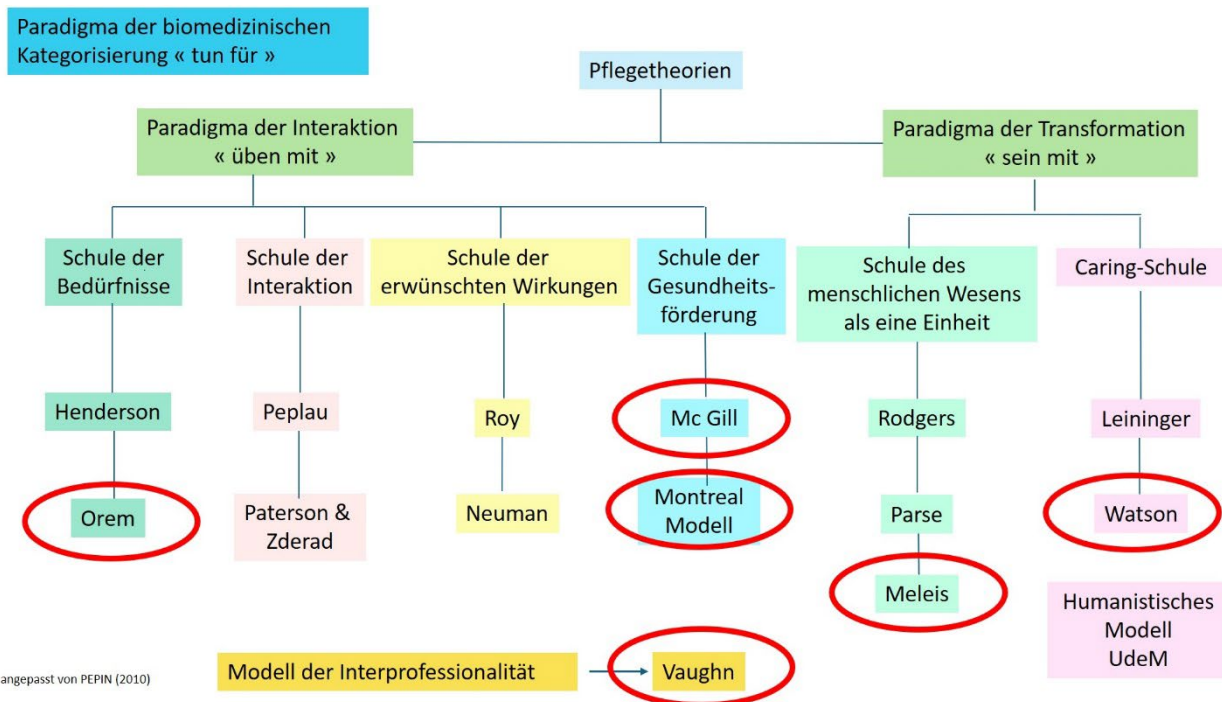 Paradigma der biomedizinischen
Kategorisierung « tun für »
Pflegetheorien
Paradigma der Interaktion
« üben mit »
Paradigma der Transformation
« sein mit »
Schule der
Bedürfnisse
Schule der
Interaktion
Schule der
erwünschten Wirkungen
Schule der
Gesundheits-
förderung
Schule des
menschlichen Wesens
als eine Einheit
Caring-Schule
Henderson
Peplau
Roy
Mc Gill
Rodgers
Leininger
Orem
Paterson &
Zderad
Neuman
Montreal
Modell
Parse
Watson
Meleis
Humanistisches
Modell
UdeM
Modell der Interprofessionalität
Vaughn
angepasst von PEPIN (2010)